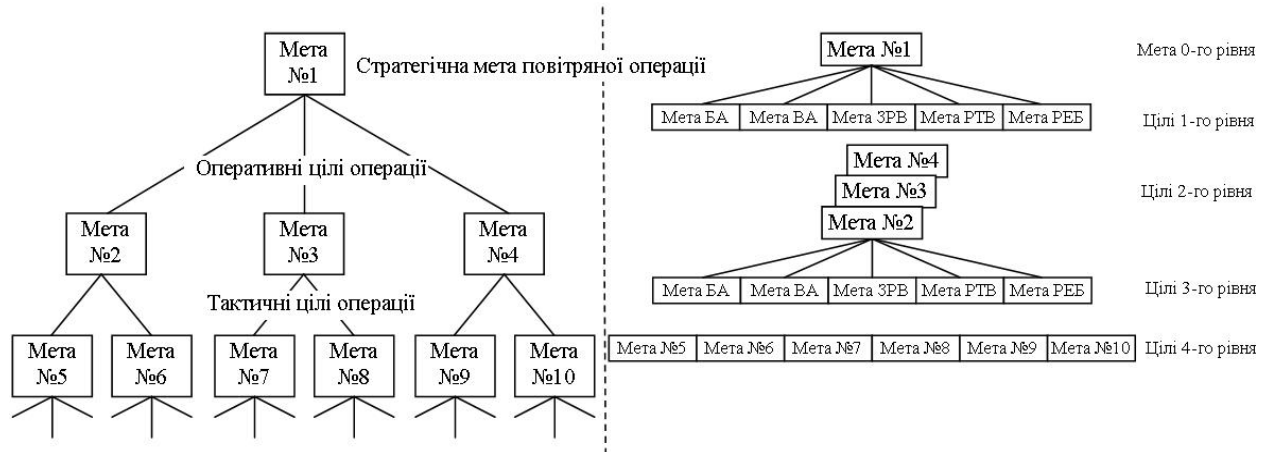 Мета
№1
Стратегічна мета повітряної операції
Оперативні цілі операції
Мета
№2
Мета
№3
Мета
№4
Тактичні цілі операції
Мета
№5
Мета
№6
Мета
№7
Мета
№8
Мета
№9
Мета
№10
Мета №1
Мета 0-го рівня
Мета БА
Мета ВА
Мета ЗРВ
Мета РТВ
Мета РЕБ
Цілі 1-го рівня
Мета №4
Мета №3
Мета №2
Цілі 2-го рівня
Мета БА
Мета ВА
Мета ЗРВ
Мета РТВ
Мета РЕБ
Цілі 3-го рівня
Мета №5
Мета №6
Мета №7
Мета №8
Мета №9
Мета №10
Цілі 4-го рівня